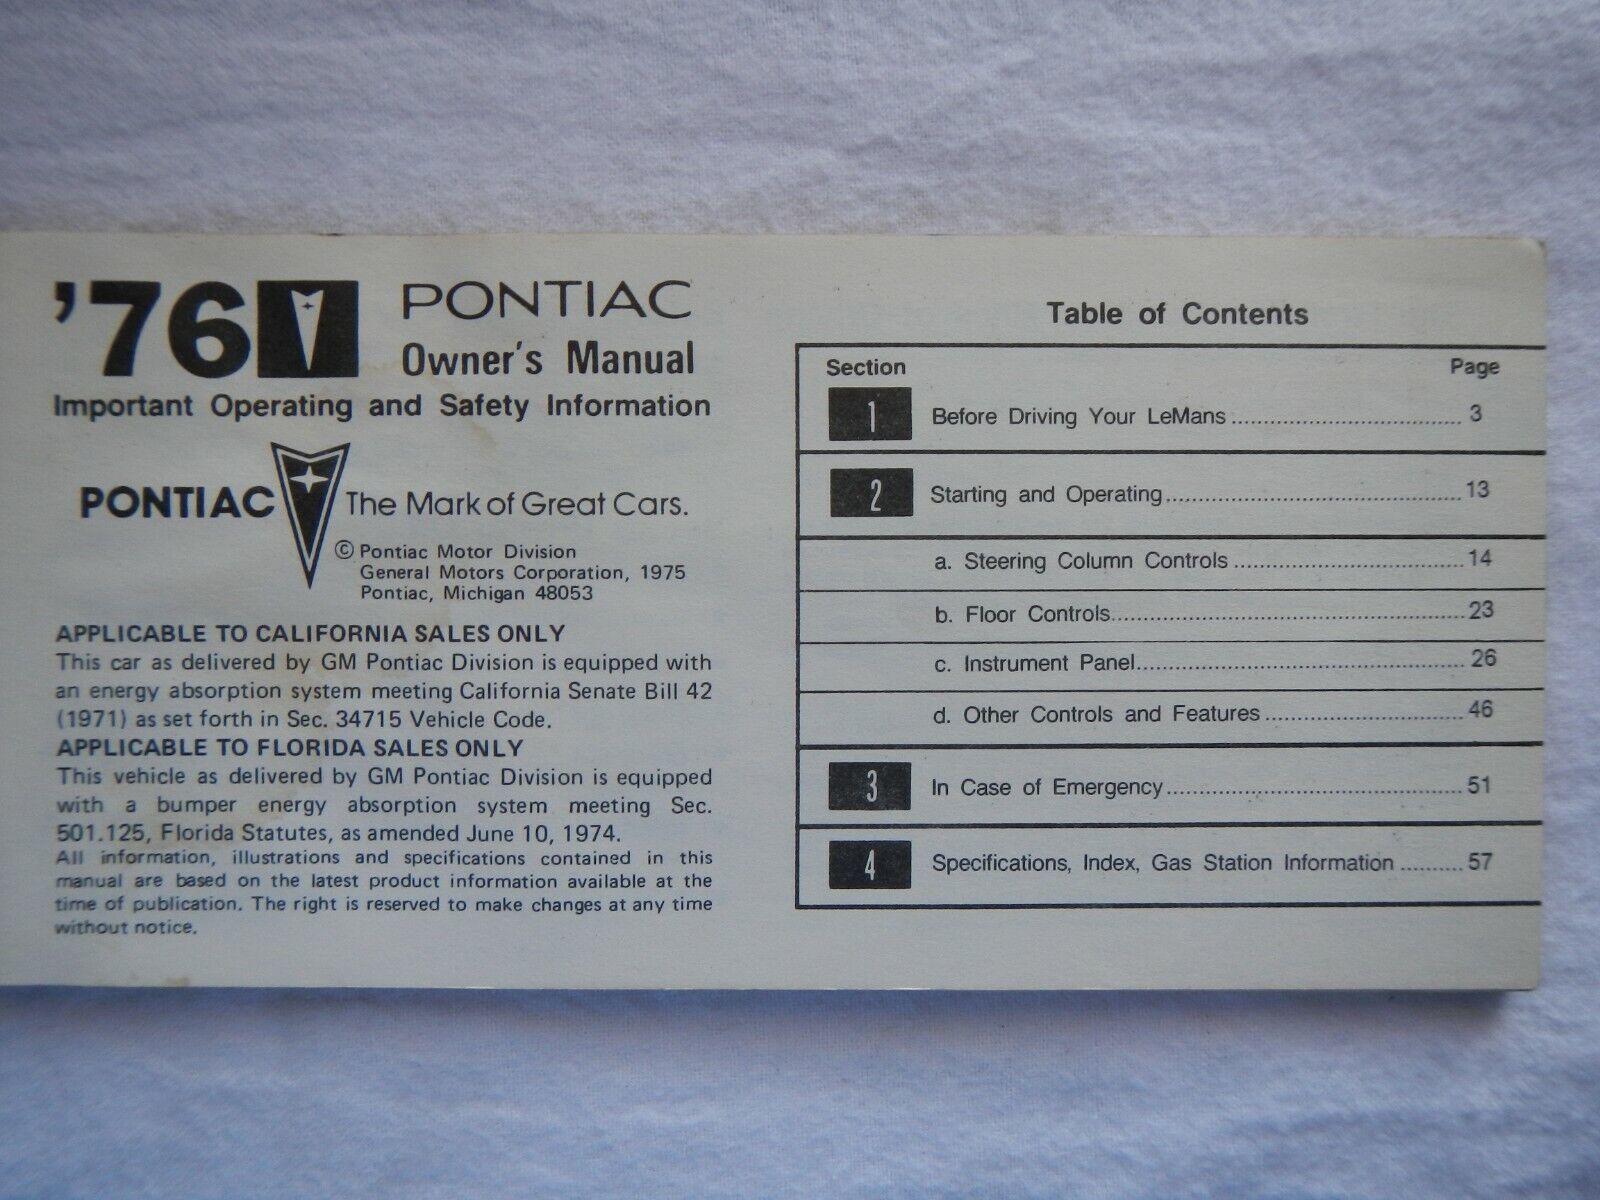 '76 PONTIAC
Owner's Manual
Important Operating and Safety Information
PONTIAC The Mark of Great Cars.
© Pontiac Motor Division
General Motors Corporation, 1975
Pontiac, Michigan 48053
APPLICABLE TO CALIFORNIA SALES ONLY
This car as delivered by GM Pontiac Division is equipped with
an energy absorption system meeting California Senate Bill 42
(1971) as set forth in Sec. 34715 Vehicle Code.
APPLICABLE TO FLORIDA SALES ONLY
This vehicle as delivered by GM Pontiac Division is equipped
with a bumper energy absorption system meeting Sec.
501.125, Florida Statutes, as amended June 10, 1974.
All information, illustrations and specifications contained in this
manual are based on the latest product information available at the
time of publication. The right is reserved to make changes at any time
without notice.
Table of Contents
Section Page
1 Before Driving Your LeMans .................................... 3
2 Starting and Operating............................................... 13
a. Steering Column Controls ..................................... 14
b. Floor Controls........................................................ 23
c. Instrument Panel.................................................... 26
d. Other Controls and Features ................................ 46
3 In Case of Emergency............................................... 51
4 Specifications, Index, Gas Station Information .......... 57